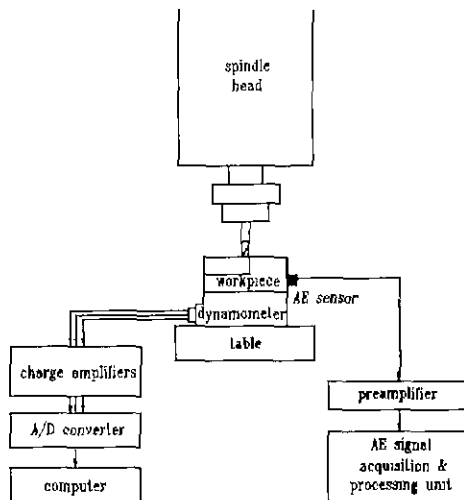 spindle
head
workpiece
AE sensor
dynamometer
table
charge amplifiers
preamplifier
A/D converter
AE signal
acquisition &
processing unit
computer